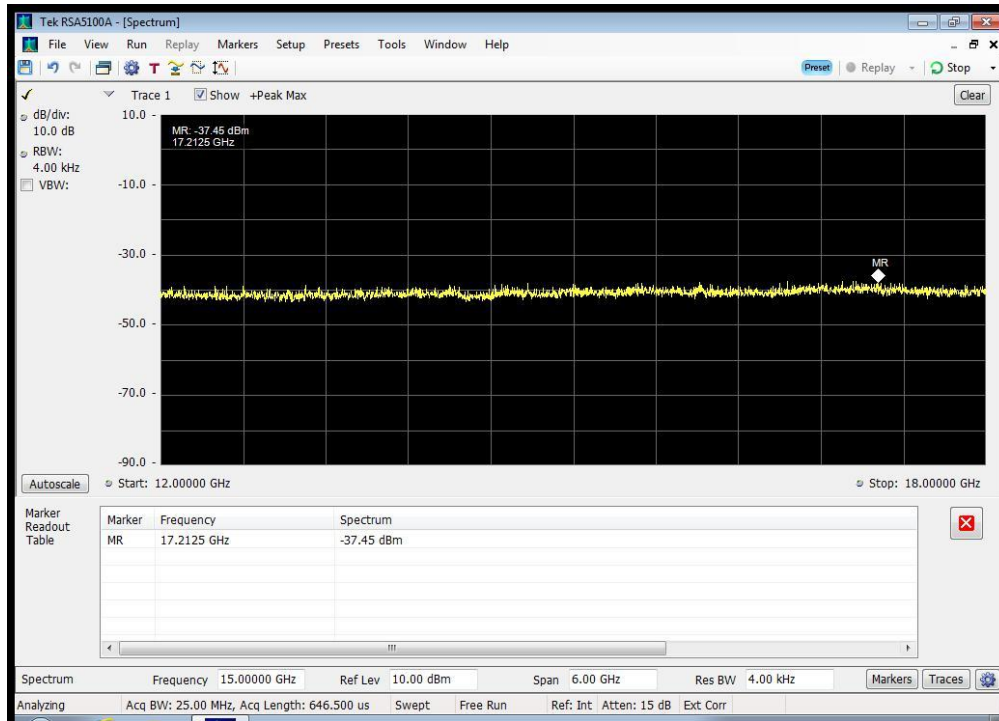 Tek RSA5100A - [Spectrum]
File View Run Replay Markers Setup Presets Tools Window Help
T Preset Replay Stop
Trace 1 Show +Peak Max Clear
dB/div:
10.0 dB
RBW:
4.00 kHz
VBW:
10.0 -
MR: -37.45 dBm
17.2125 GHz
-10.0 -
-30.0 -
MR
-50.0 -
-70.0 -
-90.0 -
Autoscale Start: 12.00000 GHz Stop: 18.00000 GHz
Marker
Readout
Table
Marker Frequency Spectrum
MR 17.2125 GHz -37.45 dBm
Spectrum Frequency 15.00000 GHz Ref Lev 10.00 dBm Span 6.00 GHz Res BW 4.00 kHz Markers Traces
Analyzing Acq BW: 25.00 MHz, Acq Length: 646.500 us Swept Free Run Ref: Int Atten: 15 dB Ext Corr